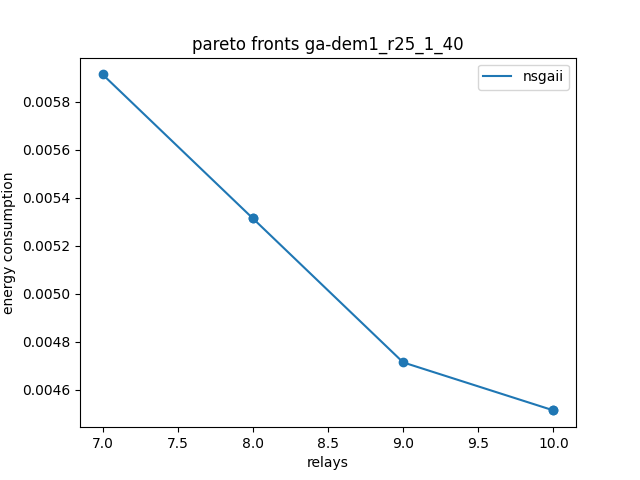 pareto fronts ga-dem1_r25_1_40
nsgaii
energy consumption
0.0058
0.0056
0.0054
0.0052
0.0050
0.0048
0.0046
7.0 7.5 8.0 8.5 9.0 9.5 10.0
relays